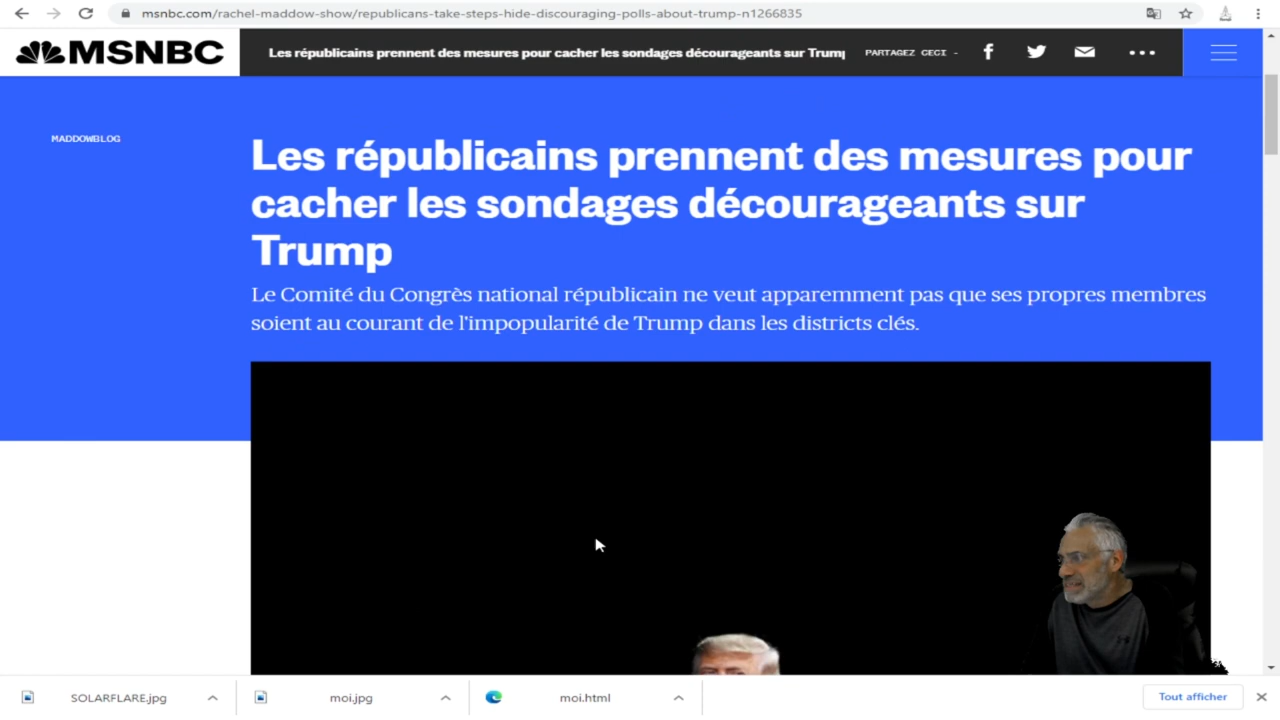 msnbc.com/rachel-maddow-show/republicans-take-steps-hide-discouraging-polls-about-trump-n1266835
MSNBC
Les républicains prennent des mesures pour cacher les sondages décourageants sur Trump
PARTAGEZ CECI -
MADDOWBLOG
Les républicains prennent des mesures pour
cacher les sondages décourageants sur
Trump
Le Comité du Congrès national républicain ne veut apparemment pas que ses propres membres
soient au courant de l'impopularité de Trump dans les districts clés.
SOLARFLARE.jpg
moi.jpg
moi.html
Tout afficher